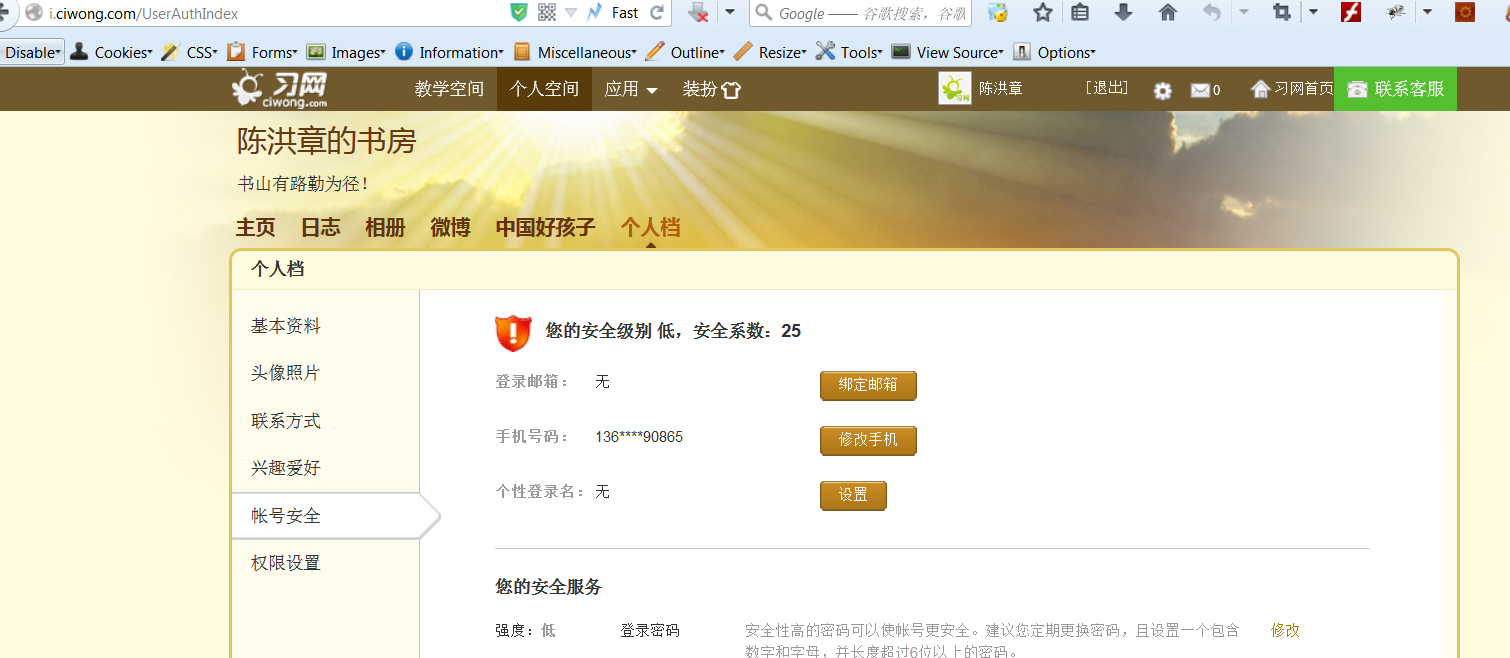 i.ciwong.com/UserAuthIndex Fast Google —— 谷歌搜索，谷歌
Disable Cookies CSS Forms Images Information Miscellaneous Outline Resize Tools View Source Options
习网 ciwong.com 教学空间 个人空间 应用 装扮 习网 陈洪章 [退出] 0 习网首页 联系客服
陈洪章的书房
书山有路勤为径！
主页 日志 相册 微博 中国好孩子 个人档
个人档
基本资料
头像照片
联系方式
兴趣爱好
帐号安全
权限设置
您的安全级别 低，安全系数：25
登录邮箱： 无 绑定邮箱
手机号码： 136****90865 修改手机
个性登录名： 无 设置
您的安全服务
强度：低 登录密码 安全性高的密码可以使帐号更安全。建议您定期更换密码，且设置一个包含 修改
数字和字母，并长度超过6位以上的密码。